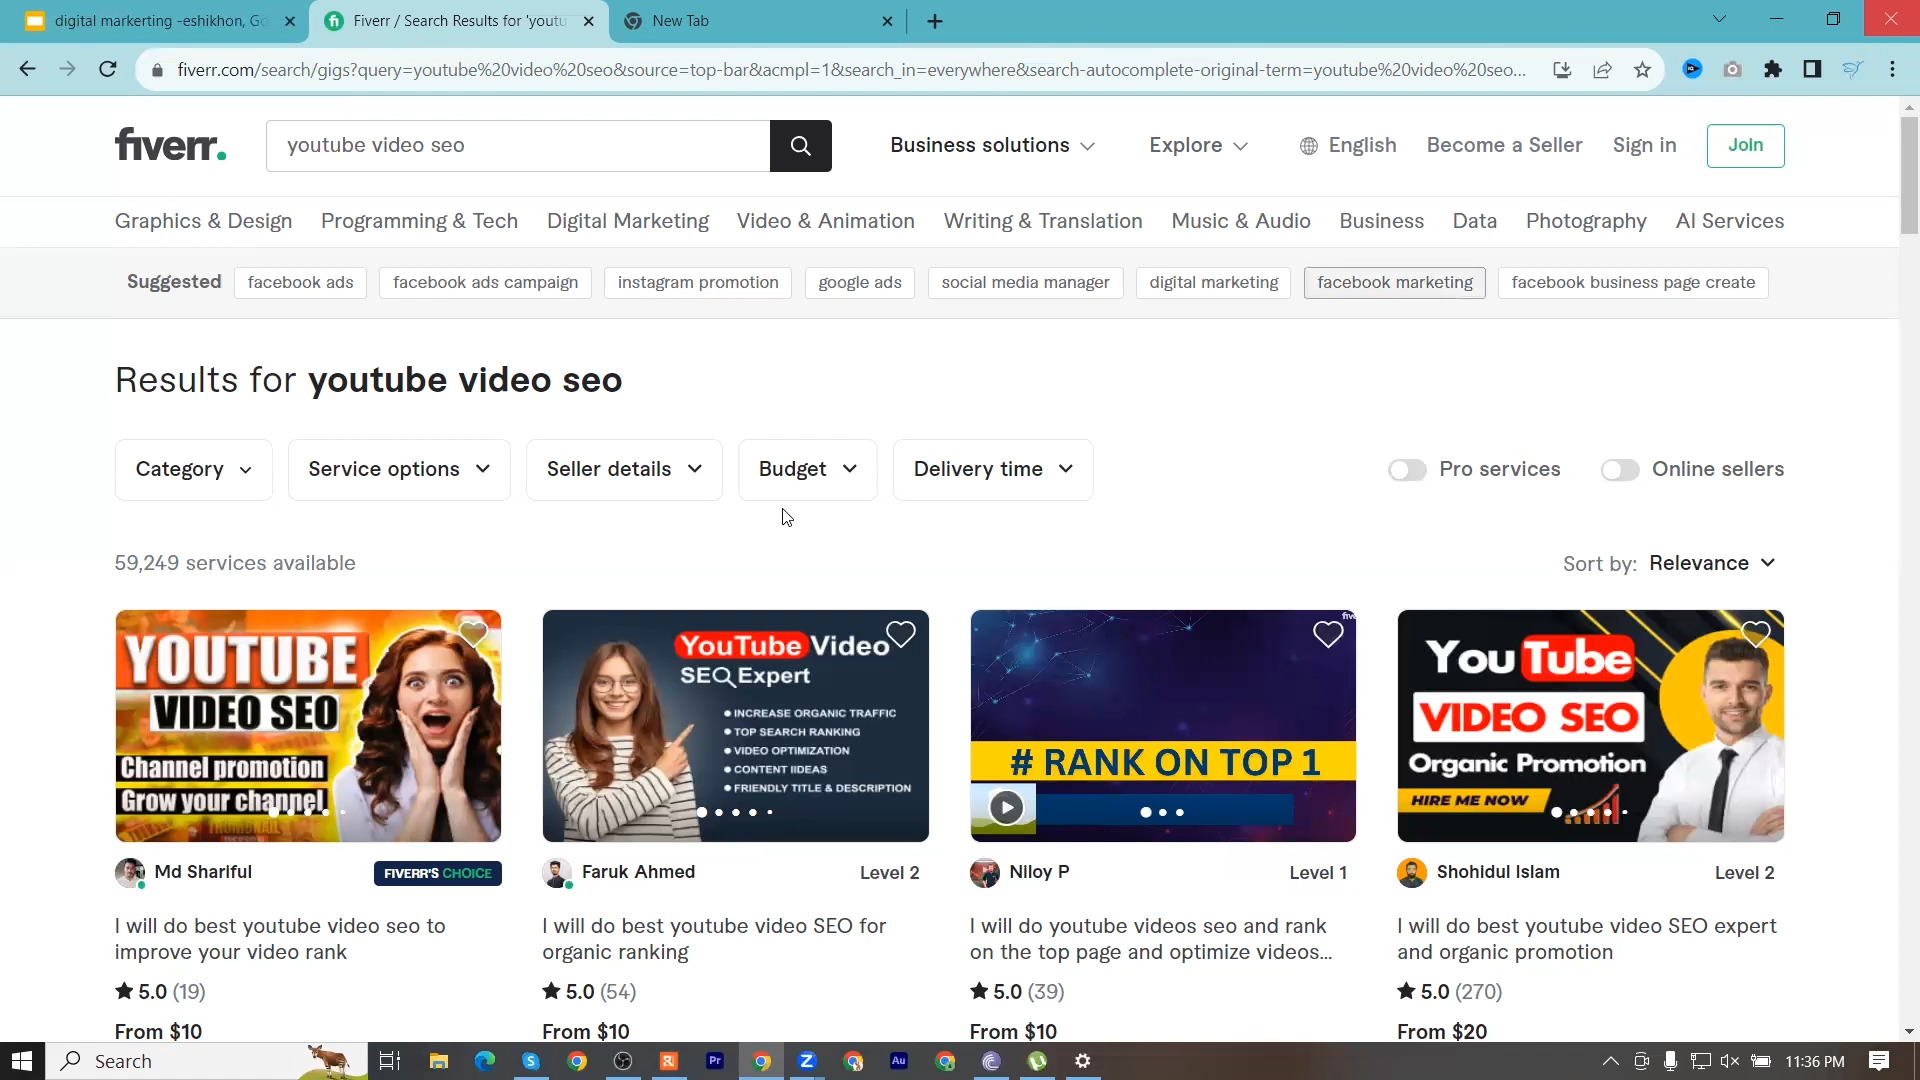 digital markerting -eshikhon, Go
Fiverr / Search Results for 'youtu
New Tab
fiverr.com/search/gigs?query=youtube%20video%20seo&source=top-bar&acmpl=1&search_in=everywhere&search-autocomplete-original-term=youtube%20video%20seo...
fiverr.
youtube video seo
Business solutions
Explore
English
Become a Seller
Sign in
Join
Graphics & Design
Programming & Tech
Digital Marketing
Video & Animation
Writing & Translation
Music & Audio
Business
Data
Photography
AI Services
Suggested
facebook ads
facebook ads campaign
instagram promotion
google ads
social media manager
digital marketing
facebook marketing
facebook business page create
Results for youtube video seo
Category
Service options
Seller details
Budget
Delivery time
Pro services
Online sellers
59,249 services available
Sort by: Relevance
YOUTUBE
VIDEO SEO
Channel promotion
Grow your channel
THUMBNAIL
YouTube Video
SEO Expert
INCREASE ORGANIC TRAFFIC
TOP SEARCH RANKING
VIDEO OPTIMIZATION
CONTENT IIDEAS
FRIENDLY TITLE & DESCRIPTION
# RANK ON TOP 1
YouTube
VIDEO SEO
Organic Promotion
HIRE ME NOW
Md Shariful
FIVERR'S CHOICE
Faruk Ahmed
Level 2
Niloy P
Level 1
Shohidul Islam
Level 2
I will do best youtube video seo to
improve your video rank
I will do best youtube video SEO for
organic ranking
I will do youtube videos seo and rank
on the top page and optimize videos...
I will do best youtube video SEO expert
and organic promotion
5.0 (19)
5.0 (54)
5.0 (39)
5.0 (270)
From $10
From $10
From $10
From $20
Search
Pr
Au
11:36 PM